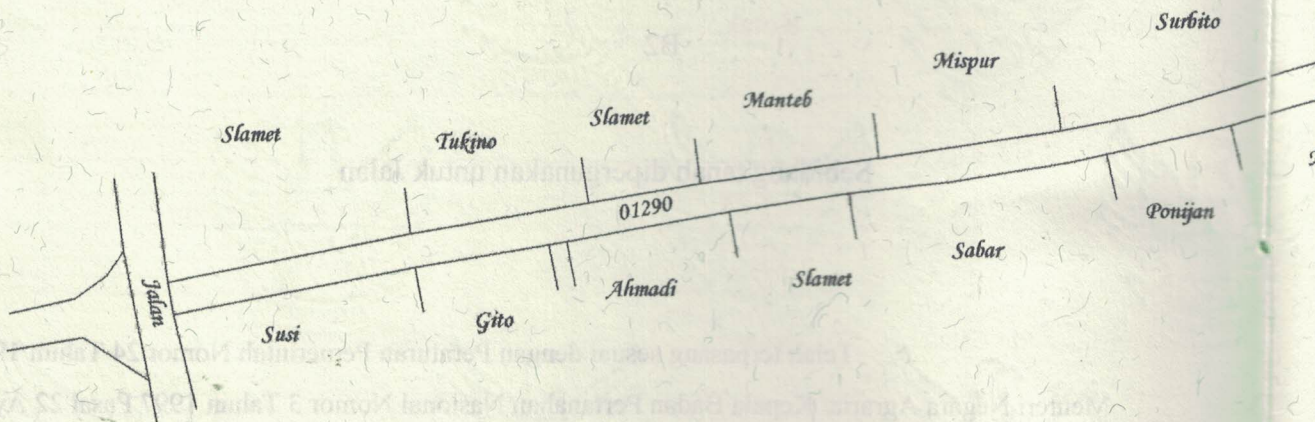 Surbito
Mispur
Manteb
Slamet
Tukino
Slamet
01290
Ponijan
Sabar
Slamet
Ahmadi
Gito
Susi
Jalan
Sebidang tanah dipergunakan untuk jalan
Telah terpasang sesuai dengan Peraturan Pemerintah Nomor 24 Tahun
Menteri Negara Agraria / Kepala Badan Pertanahan Nasional Nomor 3 Tahun 1997 Pasal 22